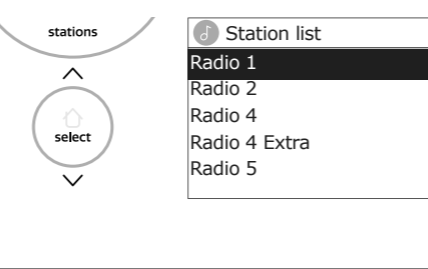 stations
select
Station list
Radio 1
Radio 2
Radio 4
Radio 4 Extra
Radio 5